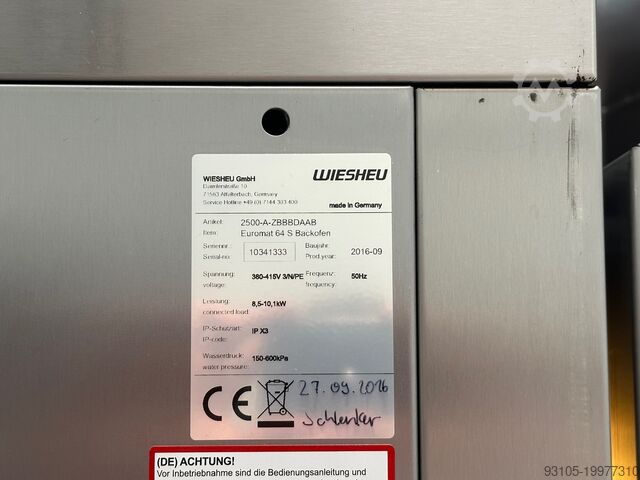 WIESHEU GmbH
WIESHEU
Daimlerstraße 10
71563 Affalterbach, Germany
Service Hotline +49 (0) 7144 303 400
made in Germany
Artikel: 2500-A-ZBBBDAAB
Item: Euromat 64 S Backofen
Seriennr.: Baujahr:
Serial-no: 10341333 Prod.year: 2016-09
Spannung: 380-415V 3/N/PE Frequenz: 50Hz
voltage: frequency:
Leistung: 8,5-10,1kW
connected load:
IP-Schutzart: IP X3
IP-code:
Wasserdruck: 150-600kPa
water pressure:
CE 27.09.2016
Schlenker
(DE) ACHTUNG!
Vor Inbetriebnahme sind die Bedienungsanleitung und
93105-19977310